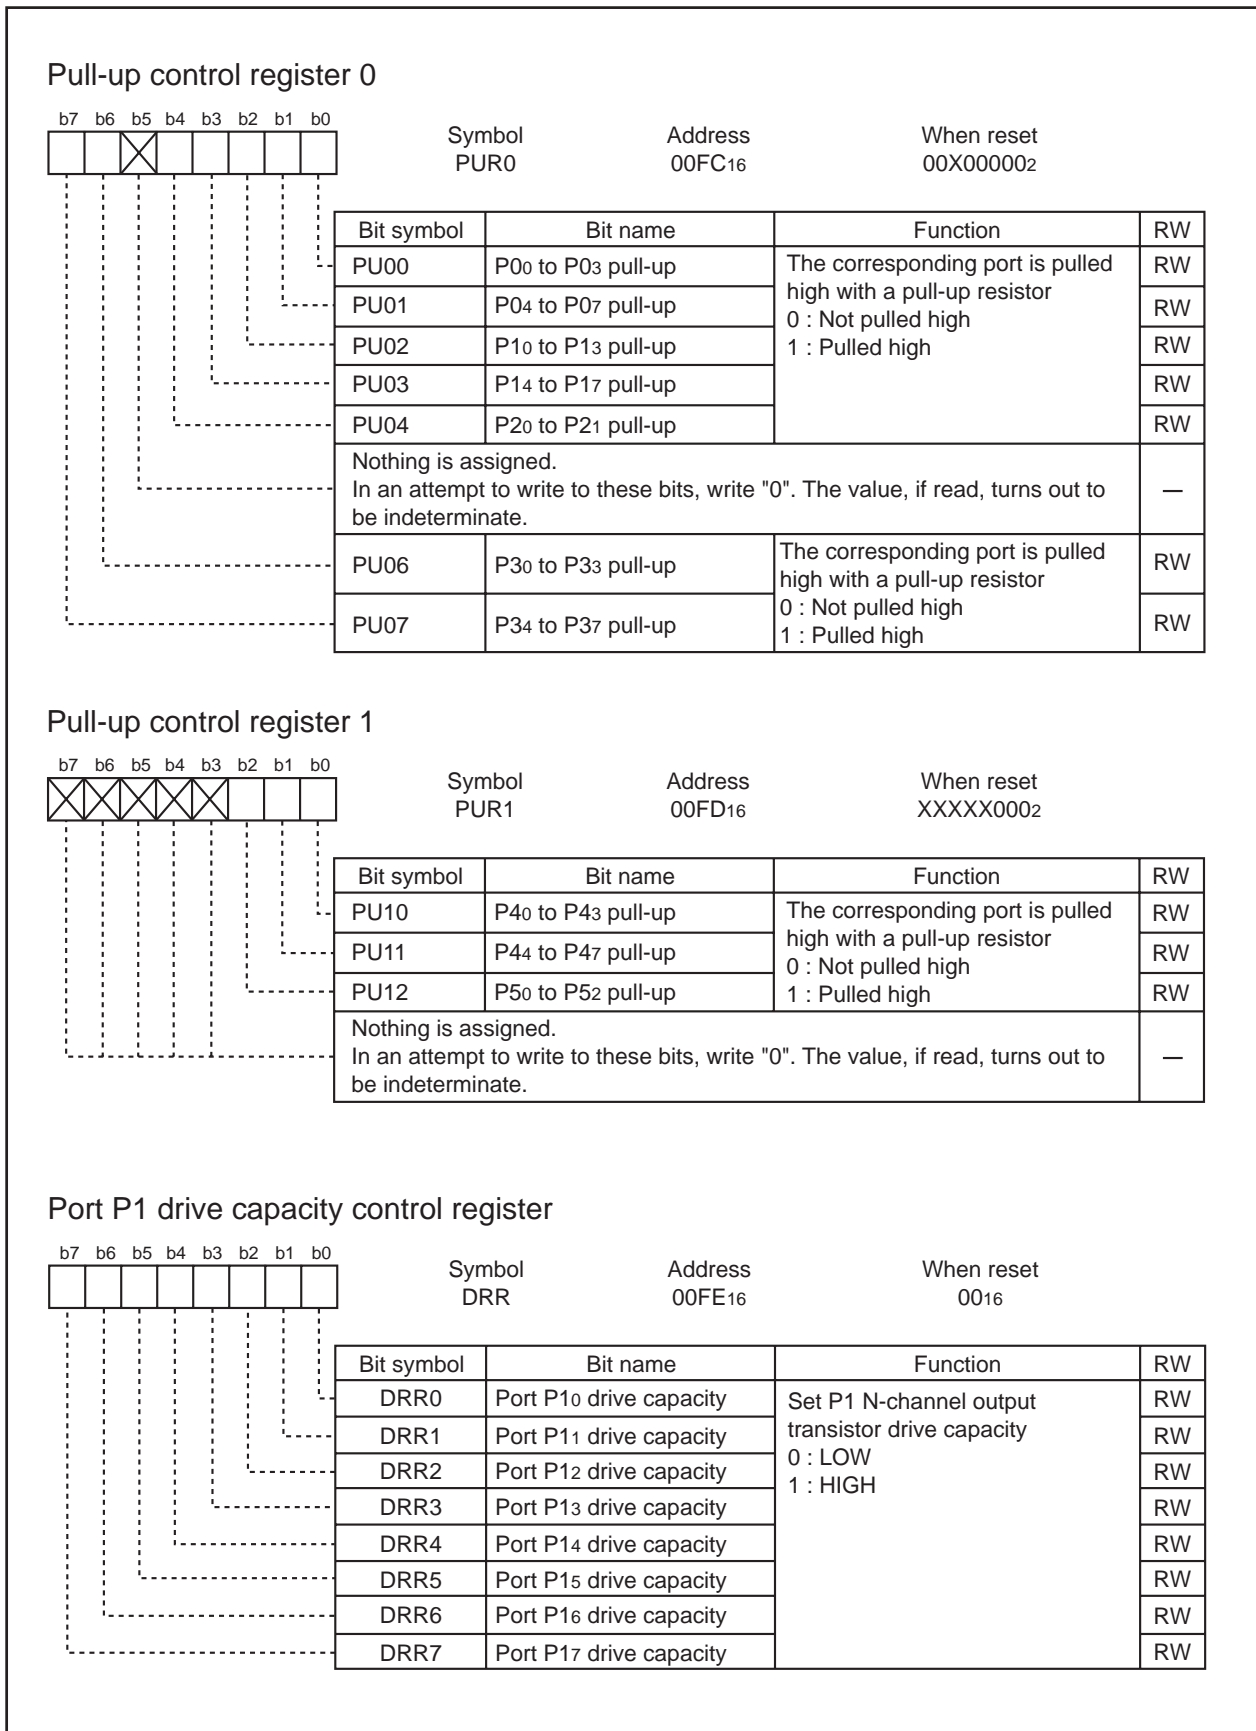 Pull-up control register 0
b7 b6 b5 b4 b3 b2 b1 b0
Symbol Address When reset
PUR0 00FC16 00X000002
Bit symbol Bit name Function RW
PU00 P00 to P03 pull-up The corresponding port is pulled RW
high with a pull-up resistor
PU01 P04 to P07 pull-up 0 : Not pulled high RW
PU02 P10 to P13 pull-up 1 : Pulled high RW
PU03 P14 to P17 pull-up RW
PU04 P20 to P21 pull-up RW
Nothing is assigned.
In an attempt to write to these bits, write "0". The value, if read, turns out to —
be indeterminate.
PU06 P30 to P33 pull-up The corresponding port is pulled RW
high with a pull-up resistor
0 : Not pulled high
PU07 P34 to P37 pull-up 1 : Pulled high RW
Pull-up control register 1
b7 b6 b5 b4 b3 b2 b1 b0
Symbol Address When reset
PUR1 00FD16 XXXXX0002
Bit symbol Bit name Function RW
PU10 P40 to P43 pull-up The corresponding port is pulled RW
high with a pull-up resistor
PU11 P44 to P47 pull-up 0 : Not pulled high RW
PU12 P50 to P52 pull-up 1 : Pulled high RW
Nothing is assigned.
In an attempt to write to these bits, write "0". The value, if read, turns out to —
be indeterminate.
Port P1 drive capacity control register
b7 b6 b5 b4 b3 b2 b1 b0
Symbol Address When reset
DRR 00FE16 0016
Bit symbol Bit name Function RW
DRR0 Port P10 drive capacity Set P1 N-channel output RW
DRR1 Port P11 drive capacity transistor drive capacity RW
0 : LOW
DRR2 Port P12 drive capacity 1 : HIGH RW
DRR3 Port P13 drive capacity RW
DRR4 Port P14 drive capacity RW
DRR5 Port P15 drive capacity RW
DRR6 Port P16 drive capacity RW
DRR7 Port P17 drive capacity RW